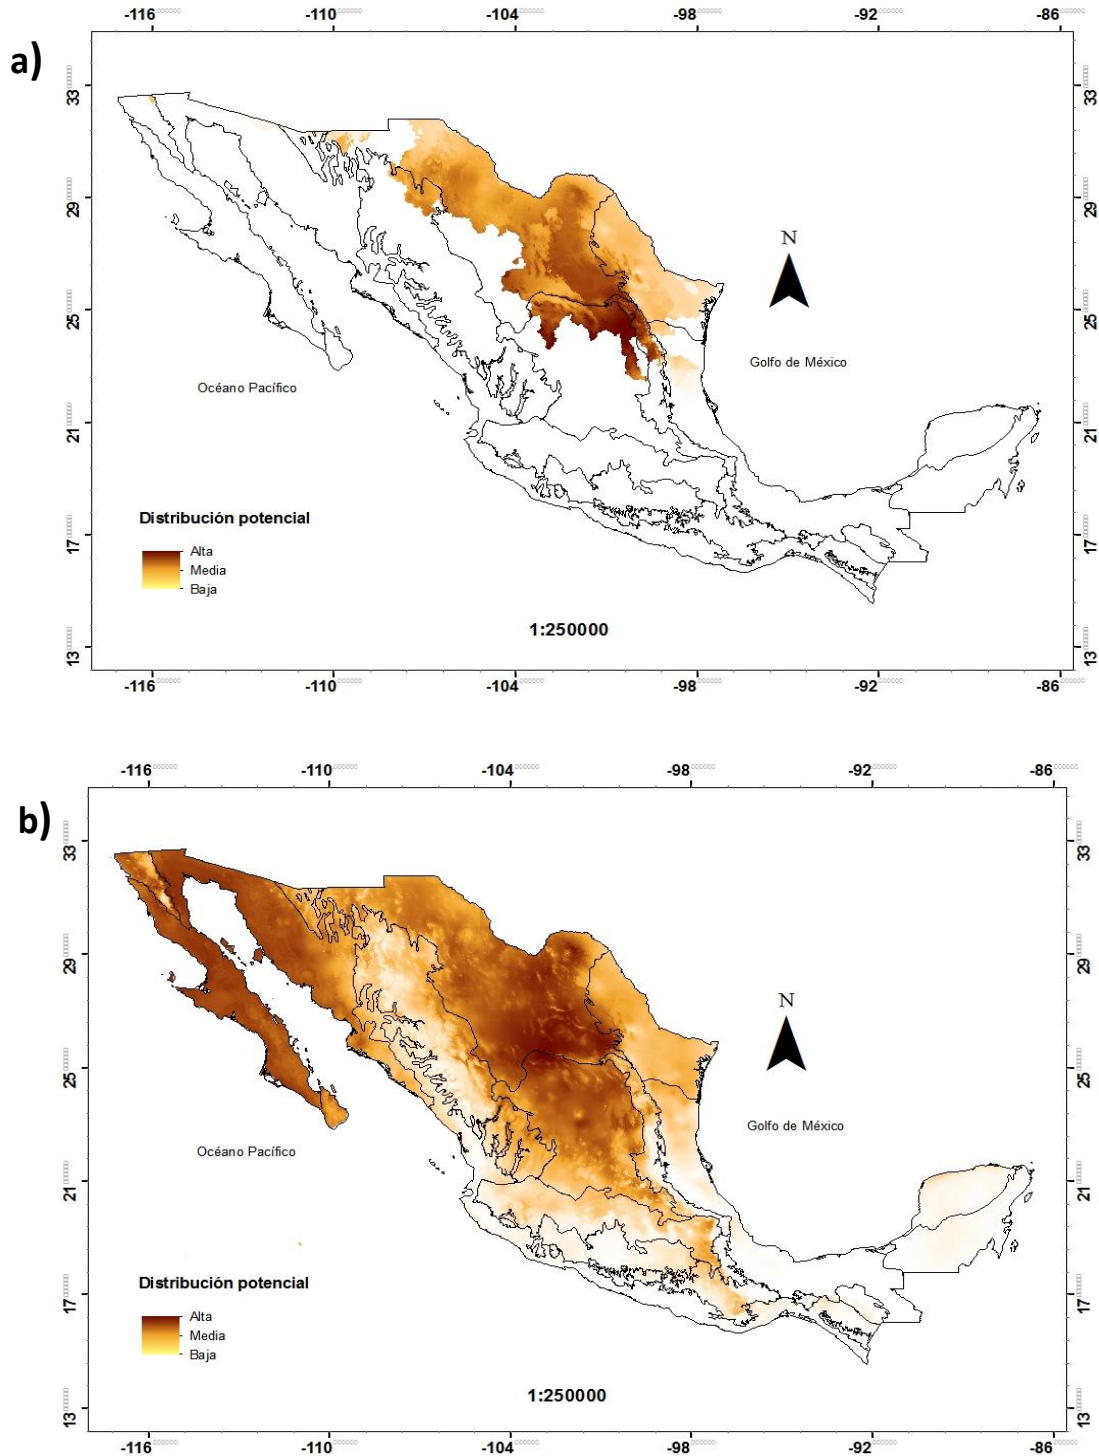 -116 -110 -104 -98 -92 -86
a)
33 33
29 29
N
25 25
Golfo de México
Océano Pacífico
21 21
Distribución potencial
17 17
Alta
Media
Baja
1:250000
13 13
-116 -110 -104 -98 -92 -86
-116 -110 -104 -98 -92 -86
b)
33 33
29 29
N
25 25
Golfo de México
Océano Pacífico
21 21
Distribución potencial
17 17
Alta
Media
Baja
1:250000
13 13
-116 -110 -104 -98 -92 -86